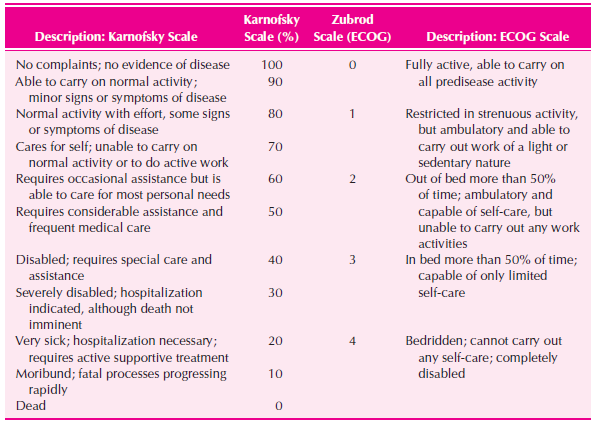 Description: Karnofsky Scale Karnofsky Scale (%) Zubrod Scale (ECOG) Description: ECOG Scale
No complaints; no evidence of disease 100 0 Fully active, able to carry on
Able to carry on normal activity; 90 all predisease activity
minor signs or symptoms of disease
Normal activity with effort, some signs 80 1 Restricted in strenuous activity,
or symptoms of disease but ambulatory and able to
Cares for self; unable to carry on 70 carry out work of a light or
normal activity or to do active work sedentary nature
Requires occasional assistance but is 60 2 Out of bed more than 50%
able to care for most personal needs of time; ambulatory and
Requires considerable assistance and 50 capable of self-care, but
frequent medical care unable to carry out any work
activities
Disabled; requires special care and 40 3 In bed more than 50% of time;
assistance capable of only limited
Severely disabled; hospitalization 30 self-care
indicated, although death not
imminent
Very sick; hospitalization necessary; 20 4 Bedridden; cannot carry out
requires active supportive treatment any self-care; completely
Moribund; fatal processes progressing 10 disabled
rapidly
Dead 0